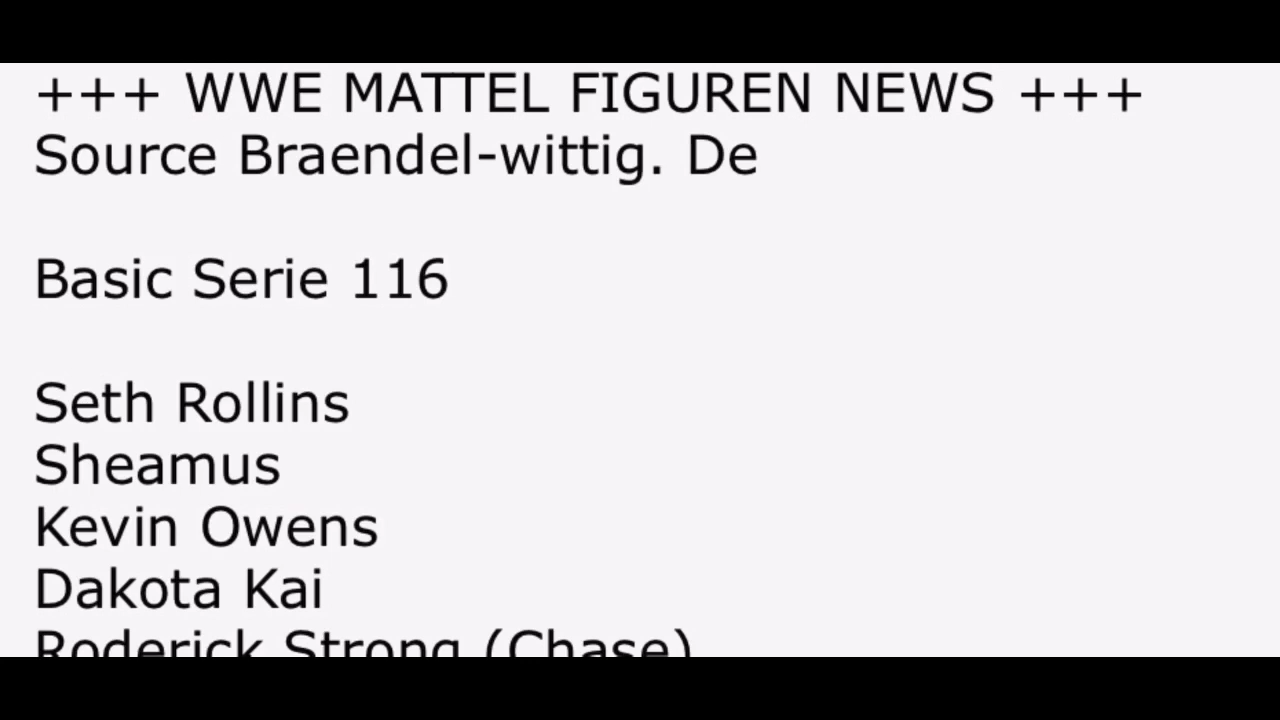 +++ WWE MATTEL FIGUREN NEWS +++
Source Braendel-wittig. De
Basic Serie 116
Seth Rollins
Sheamus
Kevin Owens
Dakota Kai
Roderick Strong (Chase)